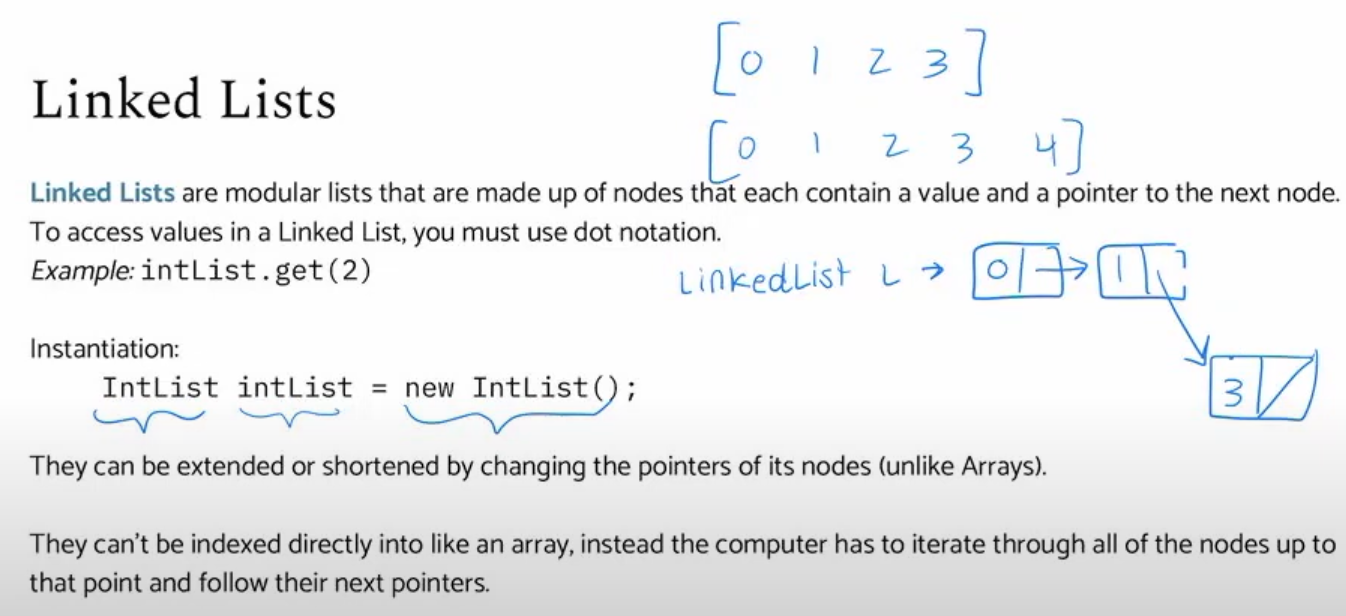 [0 1 2 3]
Linked Lists
[0 1 2 3 4]
Linked Lists are modular lists that are made up of nodes that each contain a value and a pointer to the next node.
To access values in a Linked List, you must use dot notation.
Example: intList.get(2)
LinkedList L → 0 → 1
Instantiation:
IntList intList = new IntList();
3
They can be extended or shortened by changing the pointers of its nodes (unlike Arrays).
They can't be indexed directly into like an array, instead the computer has to iterate through all of the nodes up to
that point and follow their next pointers.